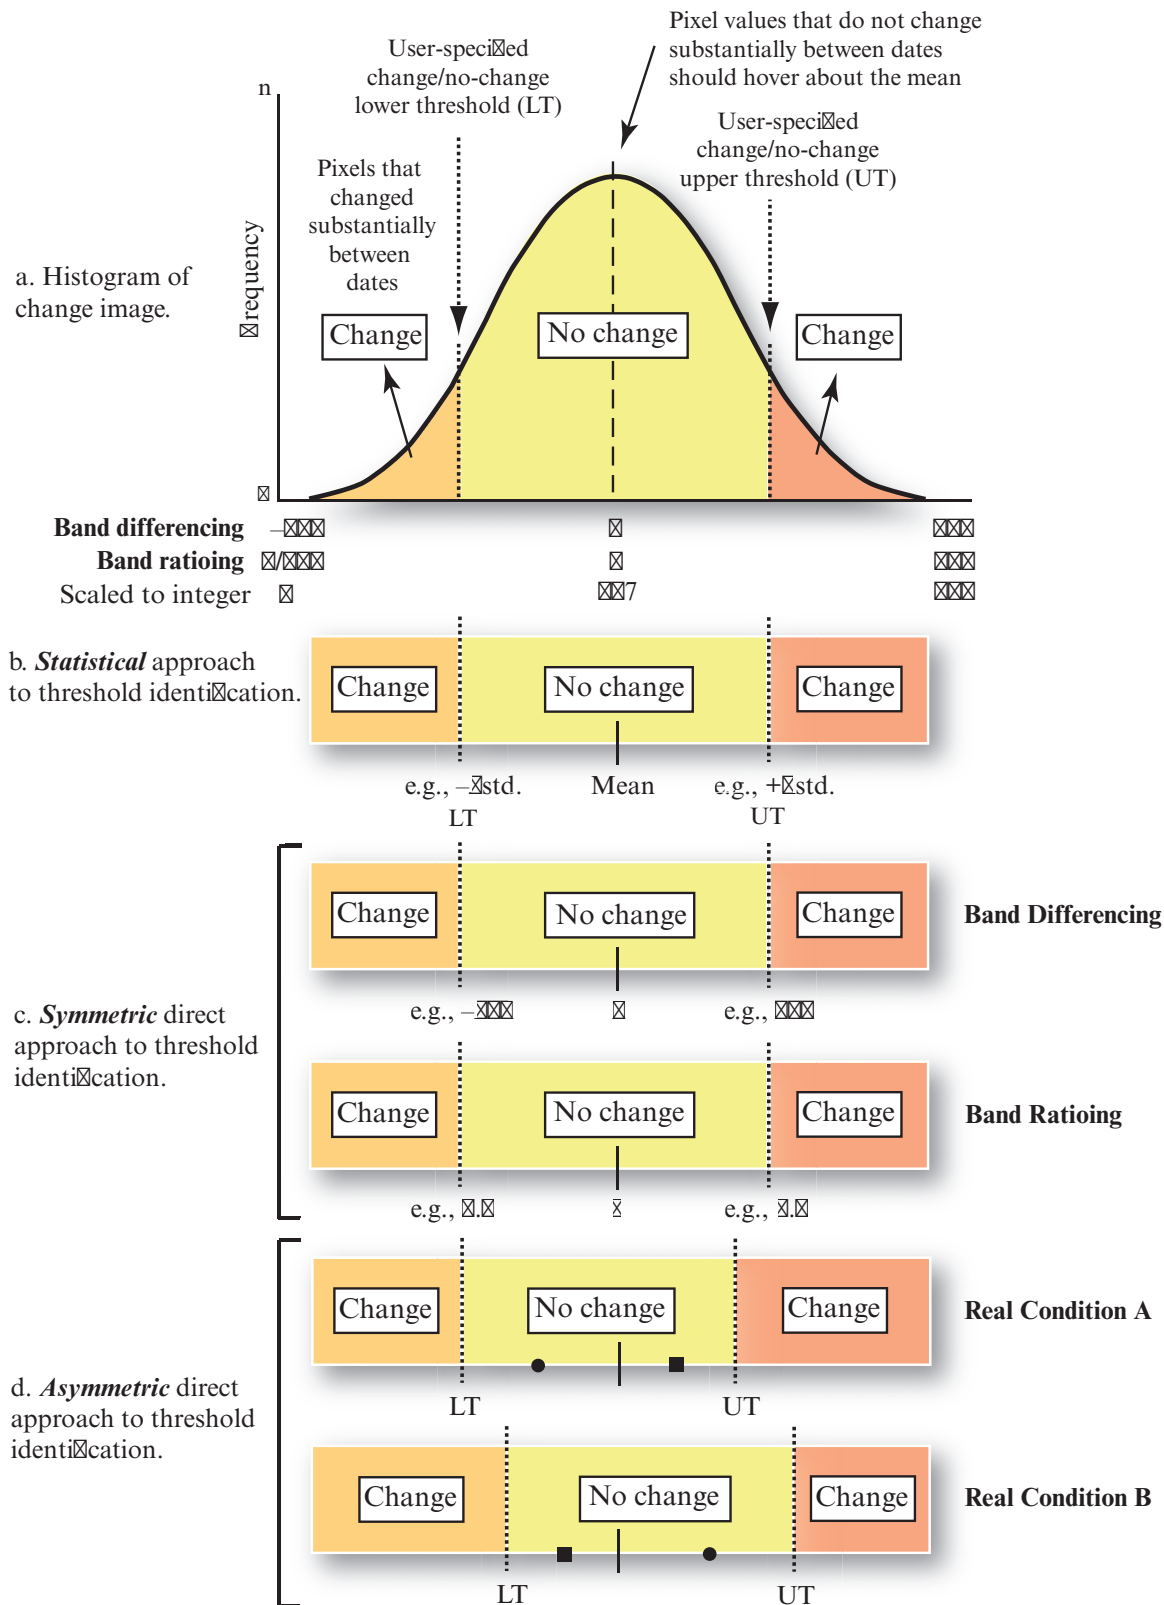 Pixel values that do not change
substantially between dates
should hover about the mean
User-speci☒ed
change/no-change
lower threshold (LT)
n
User-speci☒ed
change/no-change
upper threshold (UT)
Pixels that
changed
substantially
between
dates
☒requency
a. Histogram of
change image.
Change
No change
Change
Band differencing
Band ratioing
Scaled to integer
b. Statistical approach
to threshold identi☒cation.
Change
No change
Change
e.g., –☒std.
Mean
e.g., +☒std.
LT
UT
Change
No change
Change
Band Differencing
e.g., –☒☒☒
☒
e.g., ☒☒☒
c. Symmetric direct
approach to threshold
identi☒cation.
Change
No change
Change
Band Ratioing
e.g., ☒.☒
☒
e.g., ☒.☒
Change
No change
Change
Real Condition A
LT
UT
d. Asymmetric direct
approach to threshold
identi☒cation.
Change
No change
Change
Real Condition B
LT
UT